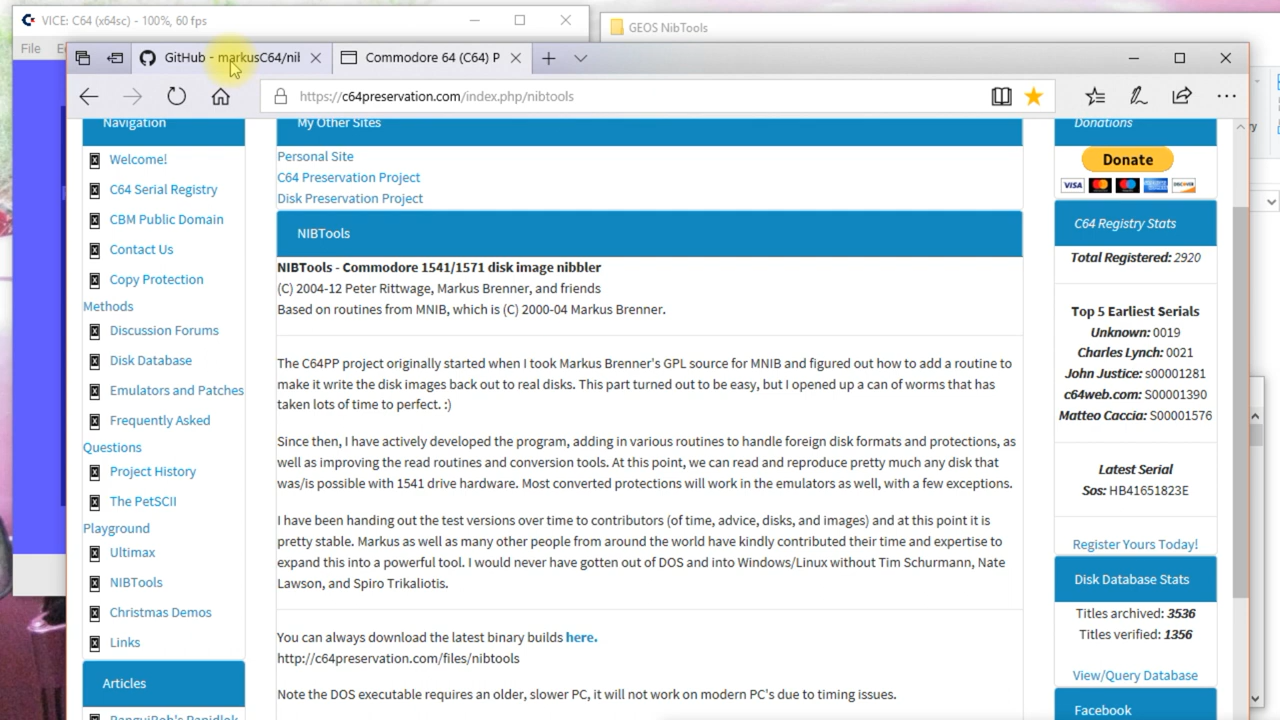 VICE: C64 (x64sc) - 100%, 60 fps
GEOS NibTools
File
GitHub - markusC64/nil
Commodore 64 (C64) P
https://c64preservation.com/index.php/nibtools
Navigation
Welcome!
C64 Serial Registry
CBM Public Domain
Contact Us
Copy Protection
Methods
Discussion Forums
Disk Database
Emulators and Patches
Frequently Asked
Questions
Project History
The PetSCII
Playground
Ultimax
NIBTools
Christmas Demos
Links
Articles
My Other Sites
Personal Site
C64 Preservation Project
Disk Preservation Project
NIBTools
NIBTools - Commodore 1541/1571 disk image nibbler
(C) 2004-12 Peter Rittwage, Markus Brenner, and friends
Based on routines from MNIB, which is (C) 2000-04 Markus Brenner.
The C64PP project originally started when I took Markus Brenner's GPL source for MNIB and figured out how to add a routine to
make it write the disk images back out to real disks. This part turned out to be easy, but I opened up a can of worms that has
taken lots of time to perfect. :)
Since then, I have actively developed the program, adding in various routines to handle foreign disk formats and protections, as
well as improving the read routines and conversion tools. At this point, we can read and reproduce pretty much any disk that
was/is possible with 1541 drive hardware. Most converted protections will work in the emulators as well, with a few exceptions.
I have been handing out the test versions over time to contributors (of time, advice, disks, and images) and at this point it is
pretty stable. Markus as well as many other people from around the world have kindly contributed their time and expertise to
expand this into a powerful tool. I would never have gotten out of DOS and into Windows/Linux without Tim Schurmann, Nate
Lawson, and Spiro Trikaliotis.
You can always download the latest binary builds here.
http://c64preservation.com/files/nibtools
Note the DOS executable requires an older, slower PC, it will not work on modern PC's due to timing issues.
Donations
Donate
VISA
DISCOVER
C64 Registry Stats
Total Registered: 2920
Top 5 Earliest Serials
Unknown: 0019
Charles Lynch: 0021
John Justice: s00001281
c64web.com: S00001390
Matteo Caccia: S00001576
Latest Serial
Sos: HB41651823E
Register Yours Today!
Disk Database Stats
Titles archived: 3536
Titles verified: 1356
View/Query Database
Facebook